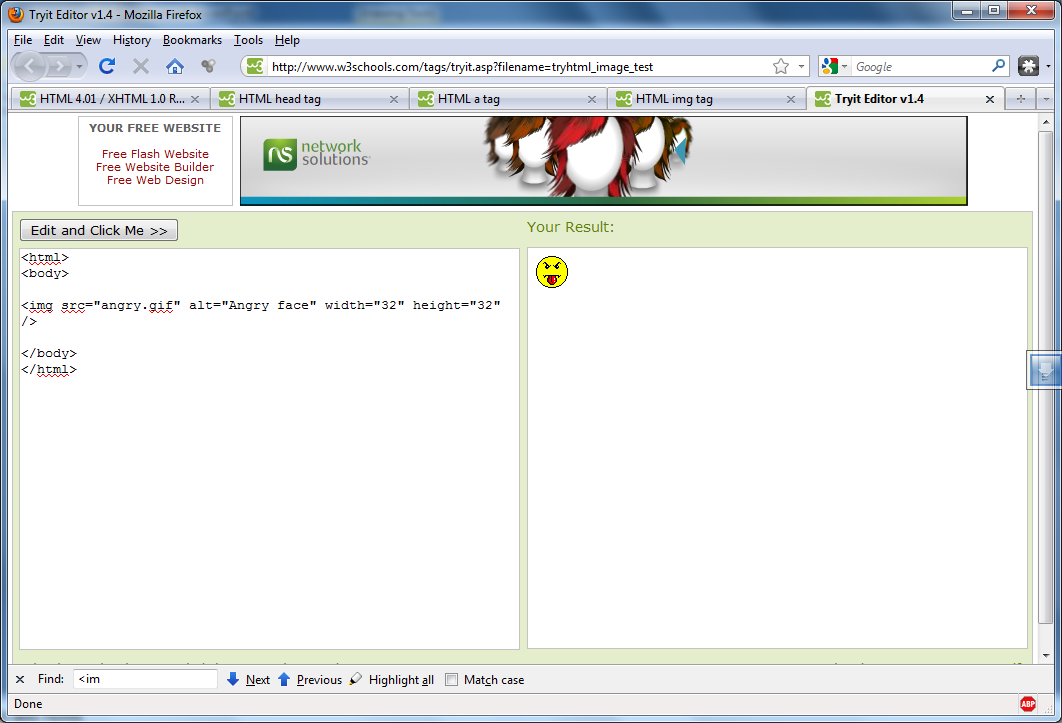 Tryit Editor v1.4 - Mozilla Firefox
File Edit View History Bookmarks Tools Help
http://www.w3schools.com/tags/tryit.asp?filename=tryhtml_image_test
Google
HTML 4.01 / XHTML 1.0 R...
HTML head tag
HTML a tag
HTML img tag
Tryit Editor v1.4
YOUR FREE WEBSITE
Free Flash Website
Free Website Builder
Free Web Design
ns network
solutions
Edit and Click Me >>
Your Result:
<html>
<body>
<img src="angry.gif" alt="Angry face" width="32" height="32"
/>
</body>
</html>
Find: <im Next Previous Highlight all Match case
Done
ABP